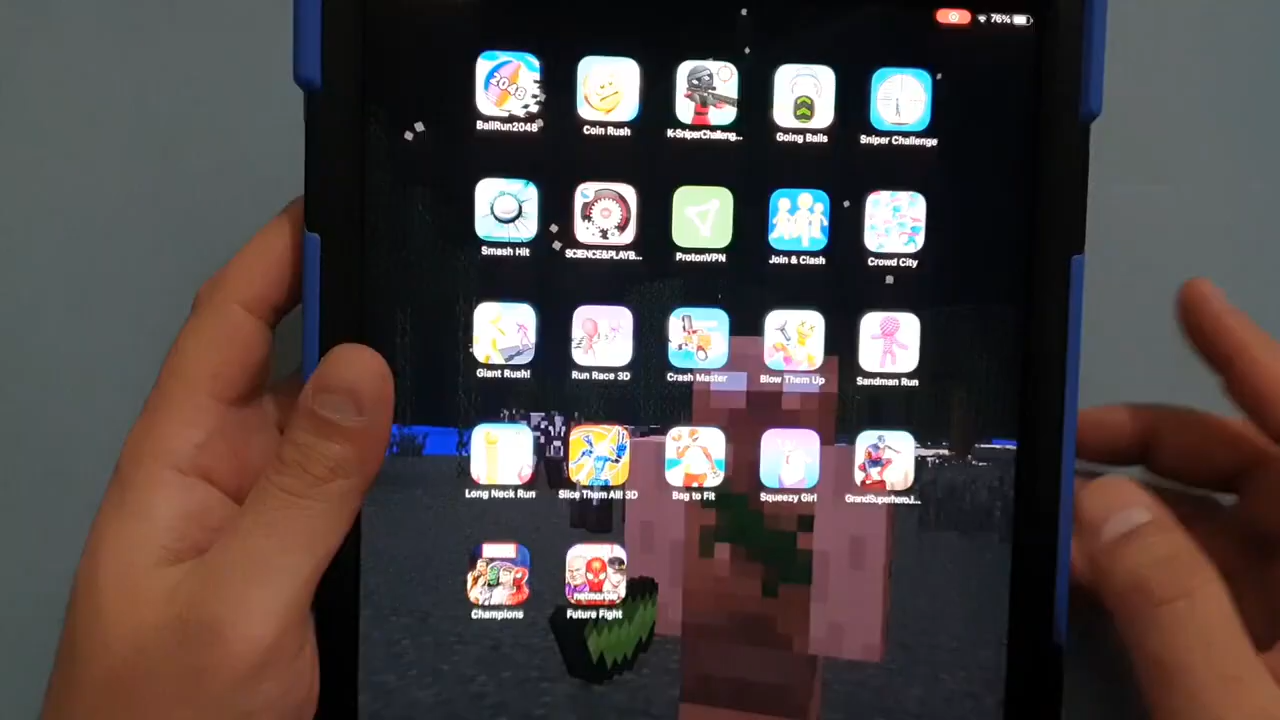 76%
2048
BallRun2048
Coin Rush
K-SniperChalleng...
Going Balls
Sniper Challenge
Smash Hit
SCIENCE&PLAYB...
ProtonVPN
Join & Clash
Crowd City
Giant Rush!
Run Race 3D
Crash Master
Blow Them Up
Sandman Run
Long Neck Run
Slice Them All! 3D
Bag to Fit
Squeezy Girl
GrandSuperheroJ...
netmarble
Champions
Future Fight